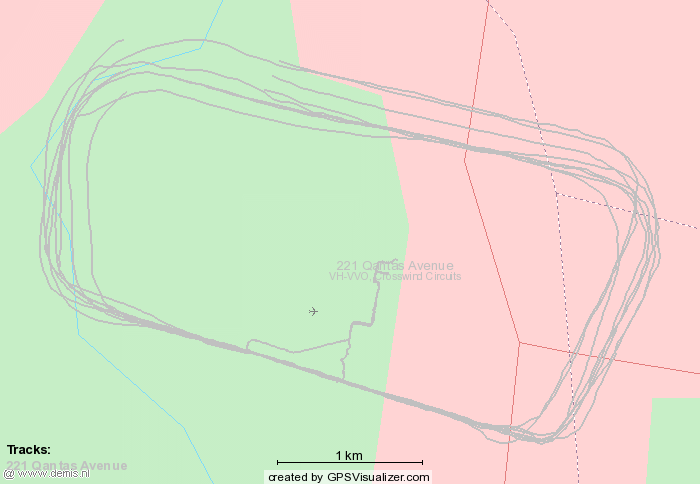 221 Qantas Avenue
VH-VVO, Crosswind Circuits
Tracks:
221 Qantas Avenue
@ www.demis.nl
1 km
created by GPSVisualizer.com